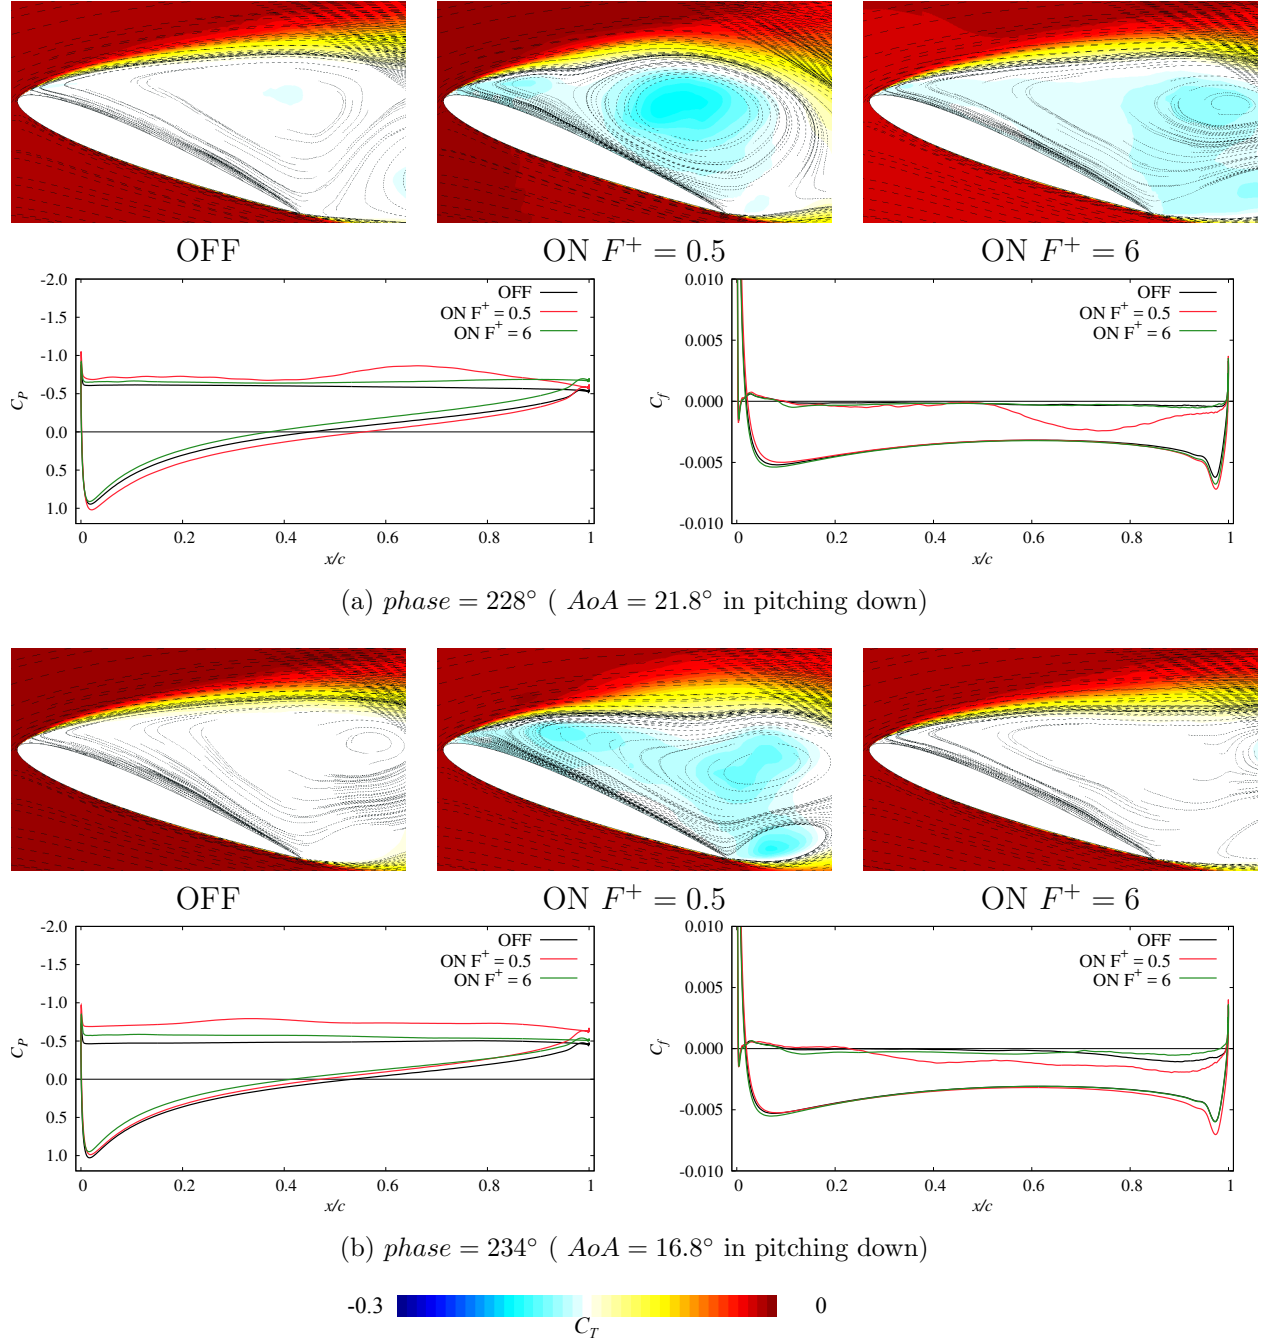 OFF ON F⁺ = 0.5 ON F⁺ = 6
-2.0
-1.5
-1.0
-0.5
0.0
0.5
1.0
C_P
0 0.2 0.4 0.6 0.8 1
x/c
OFF
ON F⁺ = 0.5
ON F⁺ = 6
0.010
0.005
0.000
-0.005
-0.010
C_f
0 0.2 0.4 0.6 0.8 1
x/c
OFF
ON F⁺ = 0.5
ON F⁺ = 6
(a) phase = 228° ( AoA = 21.8° in pitching down)
OFF ON F⁺ = 0.5 ON F⁺ = 6
-2.0
-1.5
-1.0
-0.5
0.0
0.5
1.0
C_P
0 0.2 0.4 0.6 0.8 1
x/c
OFF
ON F⁺ = 0.5
ON F⁺ = 6
0.010
0.005
0.000
-0.005
-0.010
C_f
0 0.2 0.4 0.6 0.8 1
x/c
OFF
ON F⁺ = 0.5
ON F⁺ = 6
(b) phase = 234° ( AoA = 16.8° in pitching down)
-0.3 0
C_T